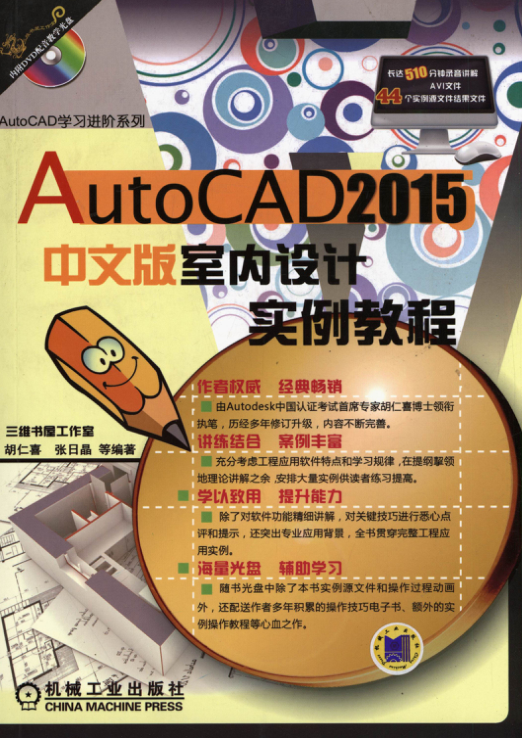 内附DVD配音教学光盘
长达510分钟录音讲解
AVI文件
44个实例源文件结果文件
AutoCAD学习进阶系列
AutoCAD2015
中文版室内设计
实例教程
作者权威 经典畅销
由Autodesk中国认证考试首席专家胡仁喜博士领衔
执笔，历经多年修订升级，内容不断完善。
讲练结合 案例丰富
充分考虑工程应用软件特点和学习规律，在提纲挈领
地理论讲解之余，安排大量实例供读者练习提高。
学以致用 提升能力
除了对软件功能精细讲解，对关键技巧进行悉心点
评和提示，还突出专业应用背景，全书贯穿完整工程应
用实例。
海量光盘 辅助学习
随书光盘中除了本书实例源文件和操作过程动画
外，还配送作者多年积累的操作技巧电子书、额外的实
例操作教程等心血之作。
三维书屋工作室
胡仁喜 张日晶 等编著
机械工业出版社
CHINA MACHINE PRESS